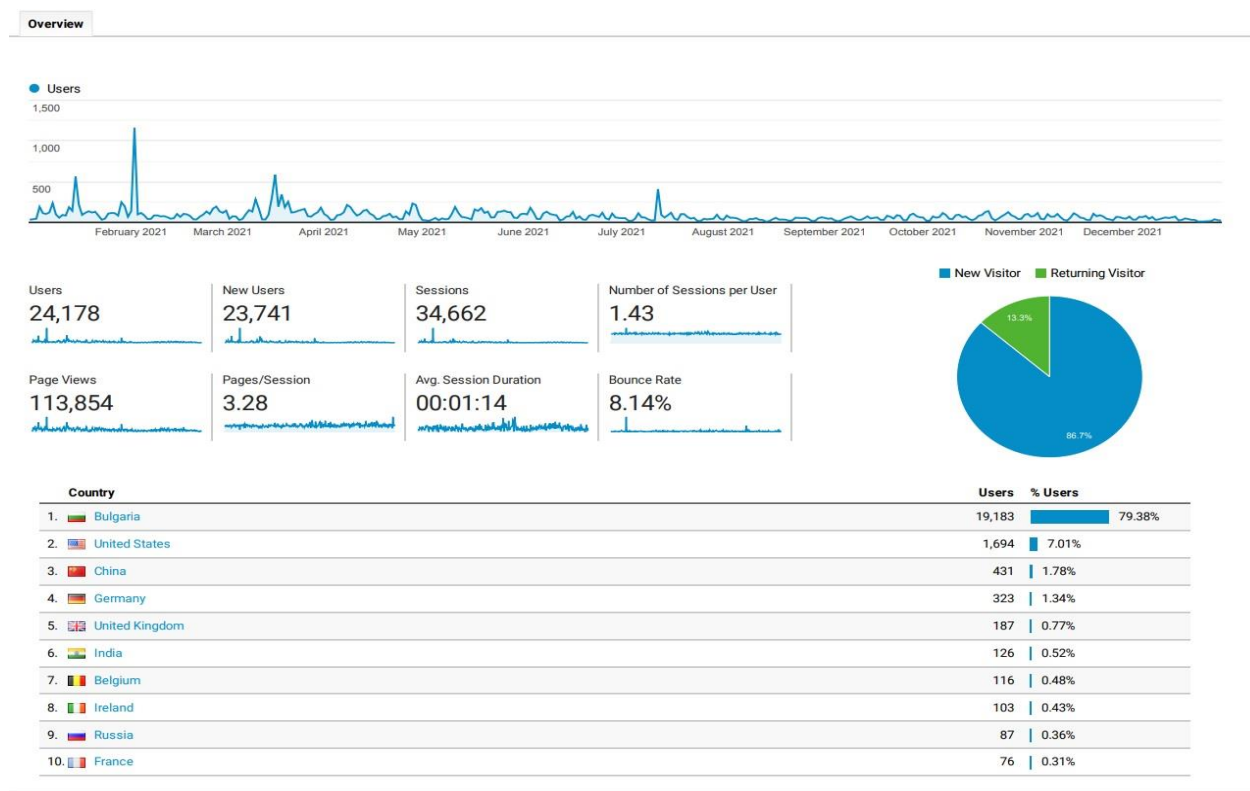 Overview
Users
1,500
1,000
500
February 2021 March 2021 April 2021 May 2021 June 2021 July 2021 August 2021 September 2021 October 2021 November 2021 December 2021
New Visitor Returning Visitor
Users New Users Sessions Number of Sessions per User
24,178 23,741 34,662 1.43
13.3%
Page Views Pages/Session Avg. Session Duration Bounce Rate
113,854 3.28 00:01:14 8.14%
86.7%
Country Users % Users
1. Bulgaria 19,183 79.38%
2. United States 1,694 7.01%
3. China 431 1.78%
4. Germany 323 1.34%
5. United Kingdom 187 0.77%
6. India 126 0.52%
7. Belgium 116 0.48%
8. Ireland 103 0.43%
9. Russia 87 0.36%
10. France 76 0.31%